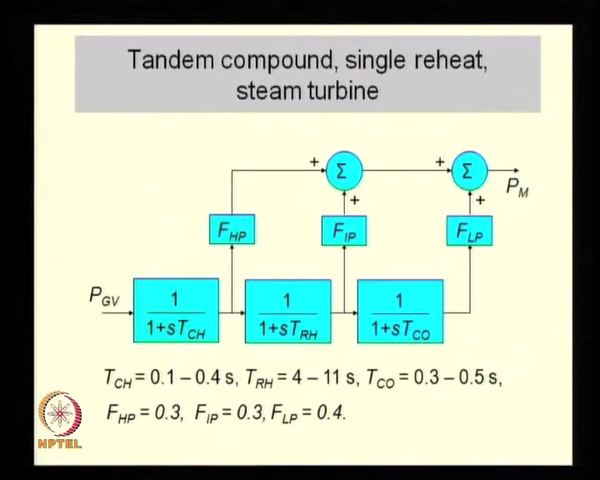 Tandem compound, single reheat,
steam turbine
+ Σ + Σ
P_M
+ +
F_HP F_IP F_LP
P_GV
1 1 1
1+sT_CH 1+sT_RH 1+sT_CO
T_CH = 0.1 – 0.4 s, T_RH = 4 – 11 s, T_CO = 0.3 – 0.5 s,
F_HP = 0.3, F_IP = 0.3, F_LP = 0.4.
NPTEL